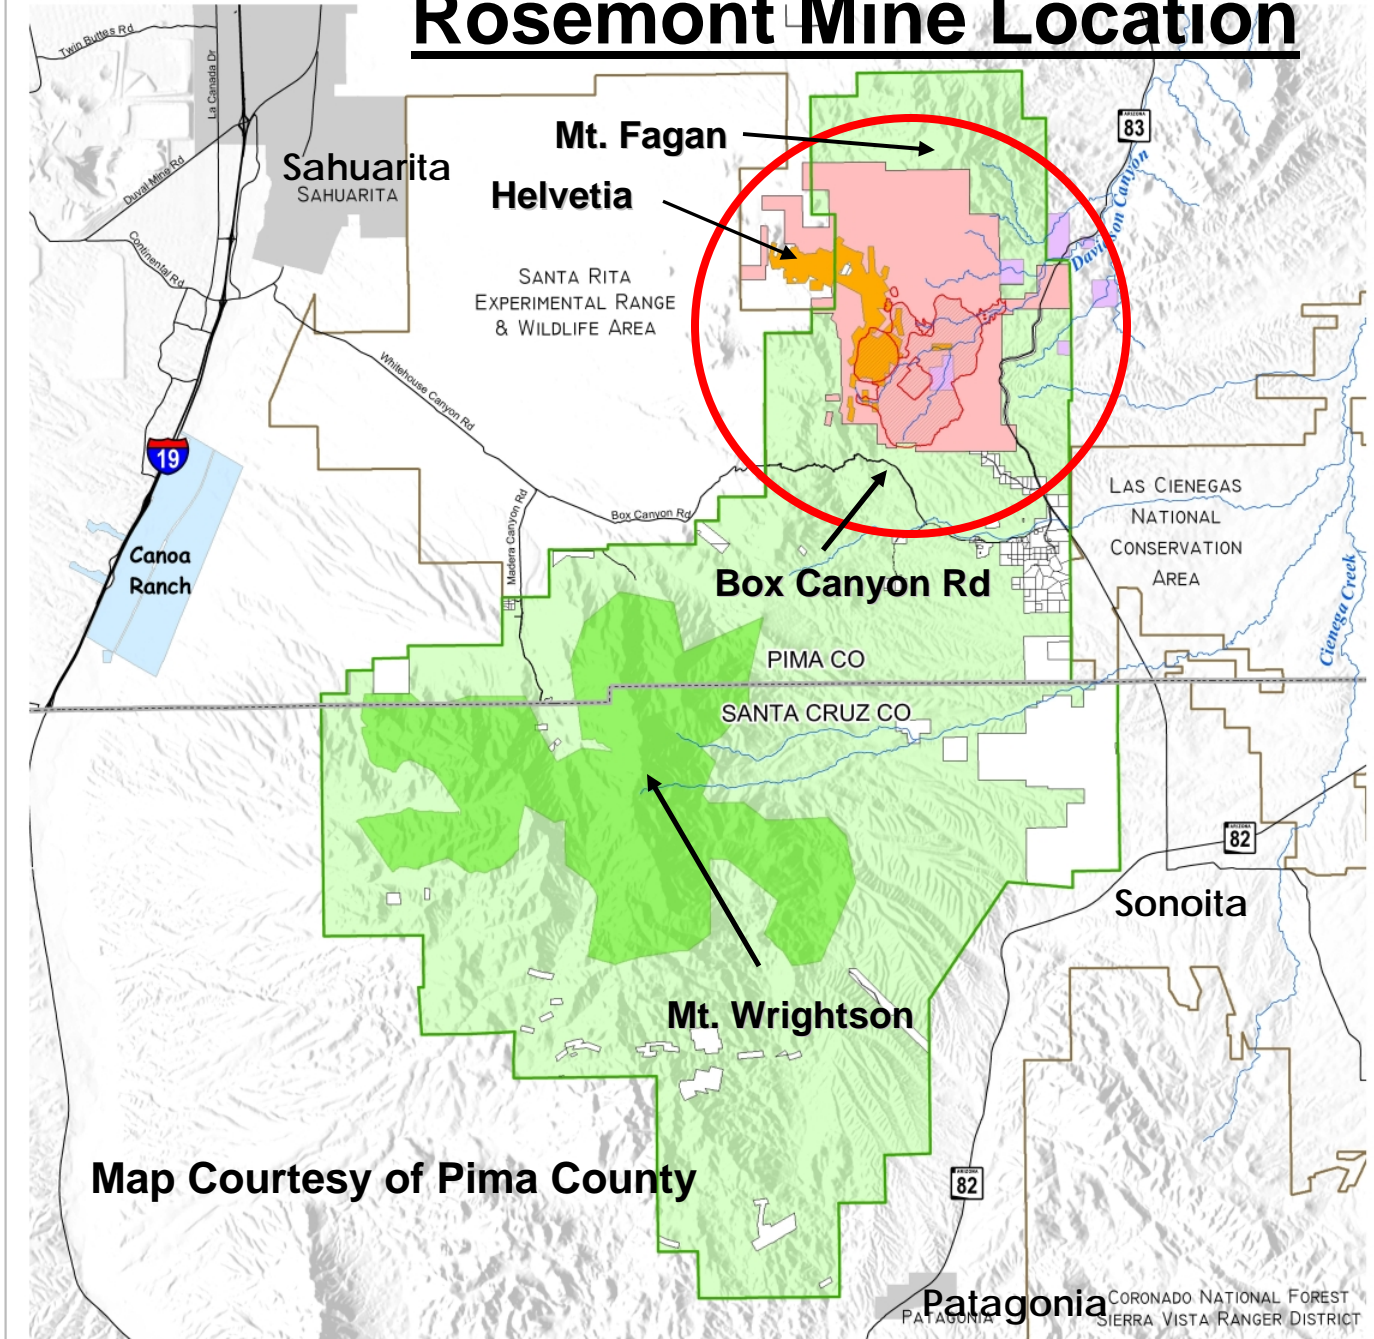 Rosemont Mine Location
Twin Buttes Rd
La Canada Dr
ARIZONA
83
Mt. Fagan
Sahuarita
SAHUARITA
Duval Mine Rd
Helvetia
Davidson Canyon
Continental Rd
SANTA RITA
EXPERIMENTAL RANGE
& WILDLIFE AREA
Whitehouse Canyon Rd
19
LAS CIENEGAS
NATIONAL
CONSERVATION
AREA
Box Canyon Rd
Madera Canyon Rd
Canoa
Ranch
Box Canyon Rd
Cienega Creek
PIMA CO
SANTA CRUZ CO
ARIZONA
82
Sonoita
Mt. Wrightson
Map Courtesy of Pima County
ARIZONA
82
Patagonia
PATAGONIA
CORONADO NATIONAL FOREST
SIERRA VISTA RANGER DISTRICT